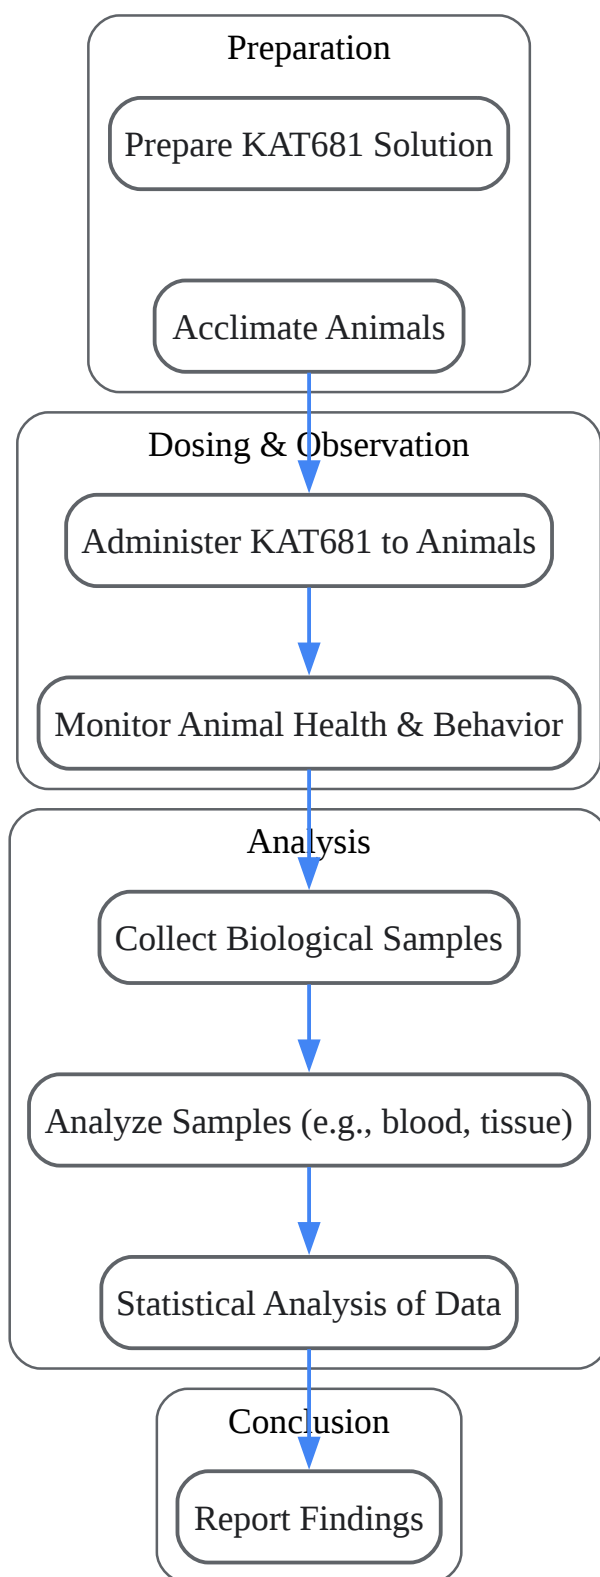 Preparation
Prepare KAT681 Solution
Acclimate Animals
Dosing & Observation
Administer KAT681 to Animals
Monitor Animal Health & Behavior
Analysis
Collect Biological Samples
Analyze Samples (e.g., blood, tissue)
Statistical Analysis of Data
Conclusion
Report Findings